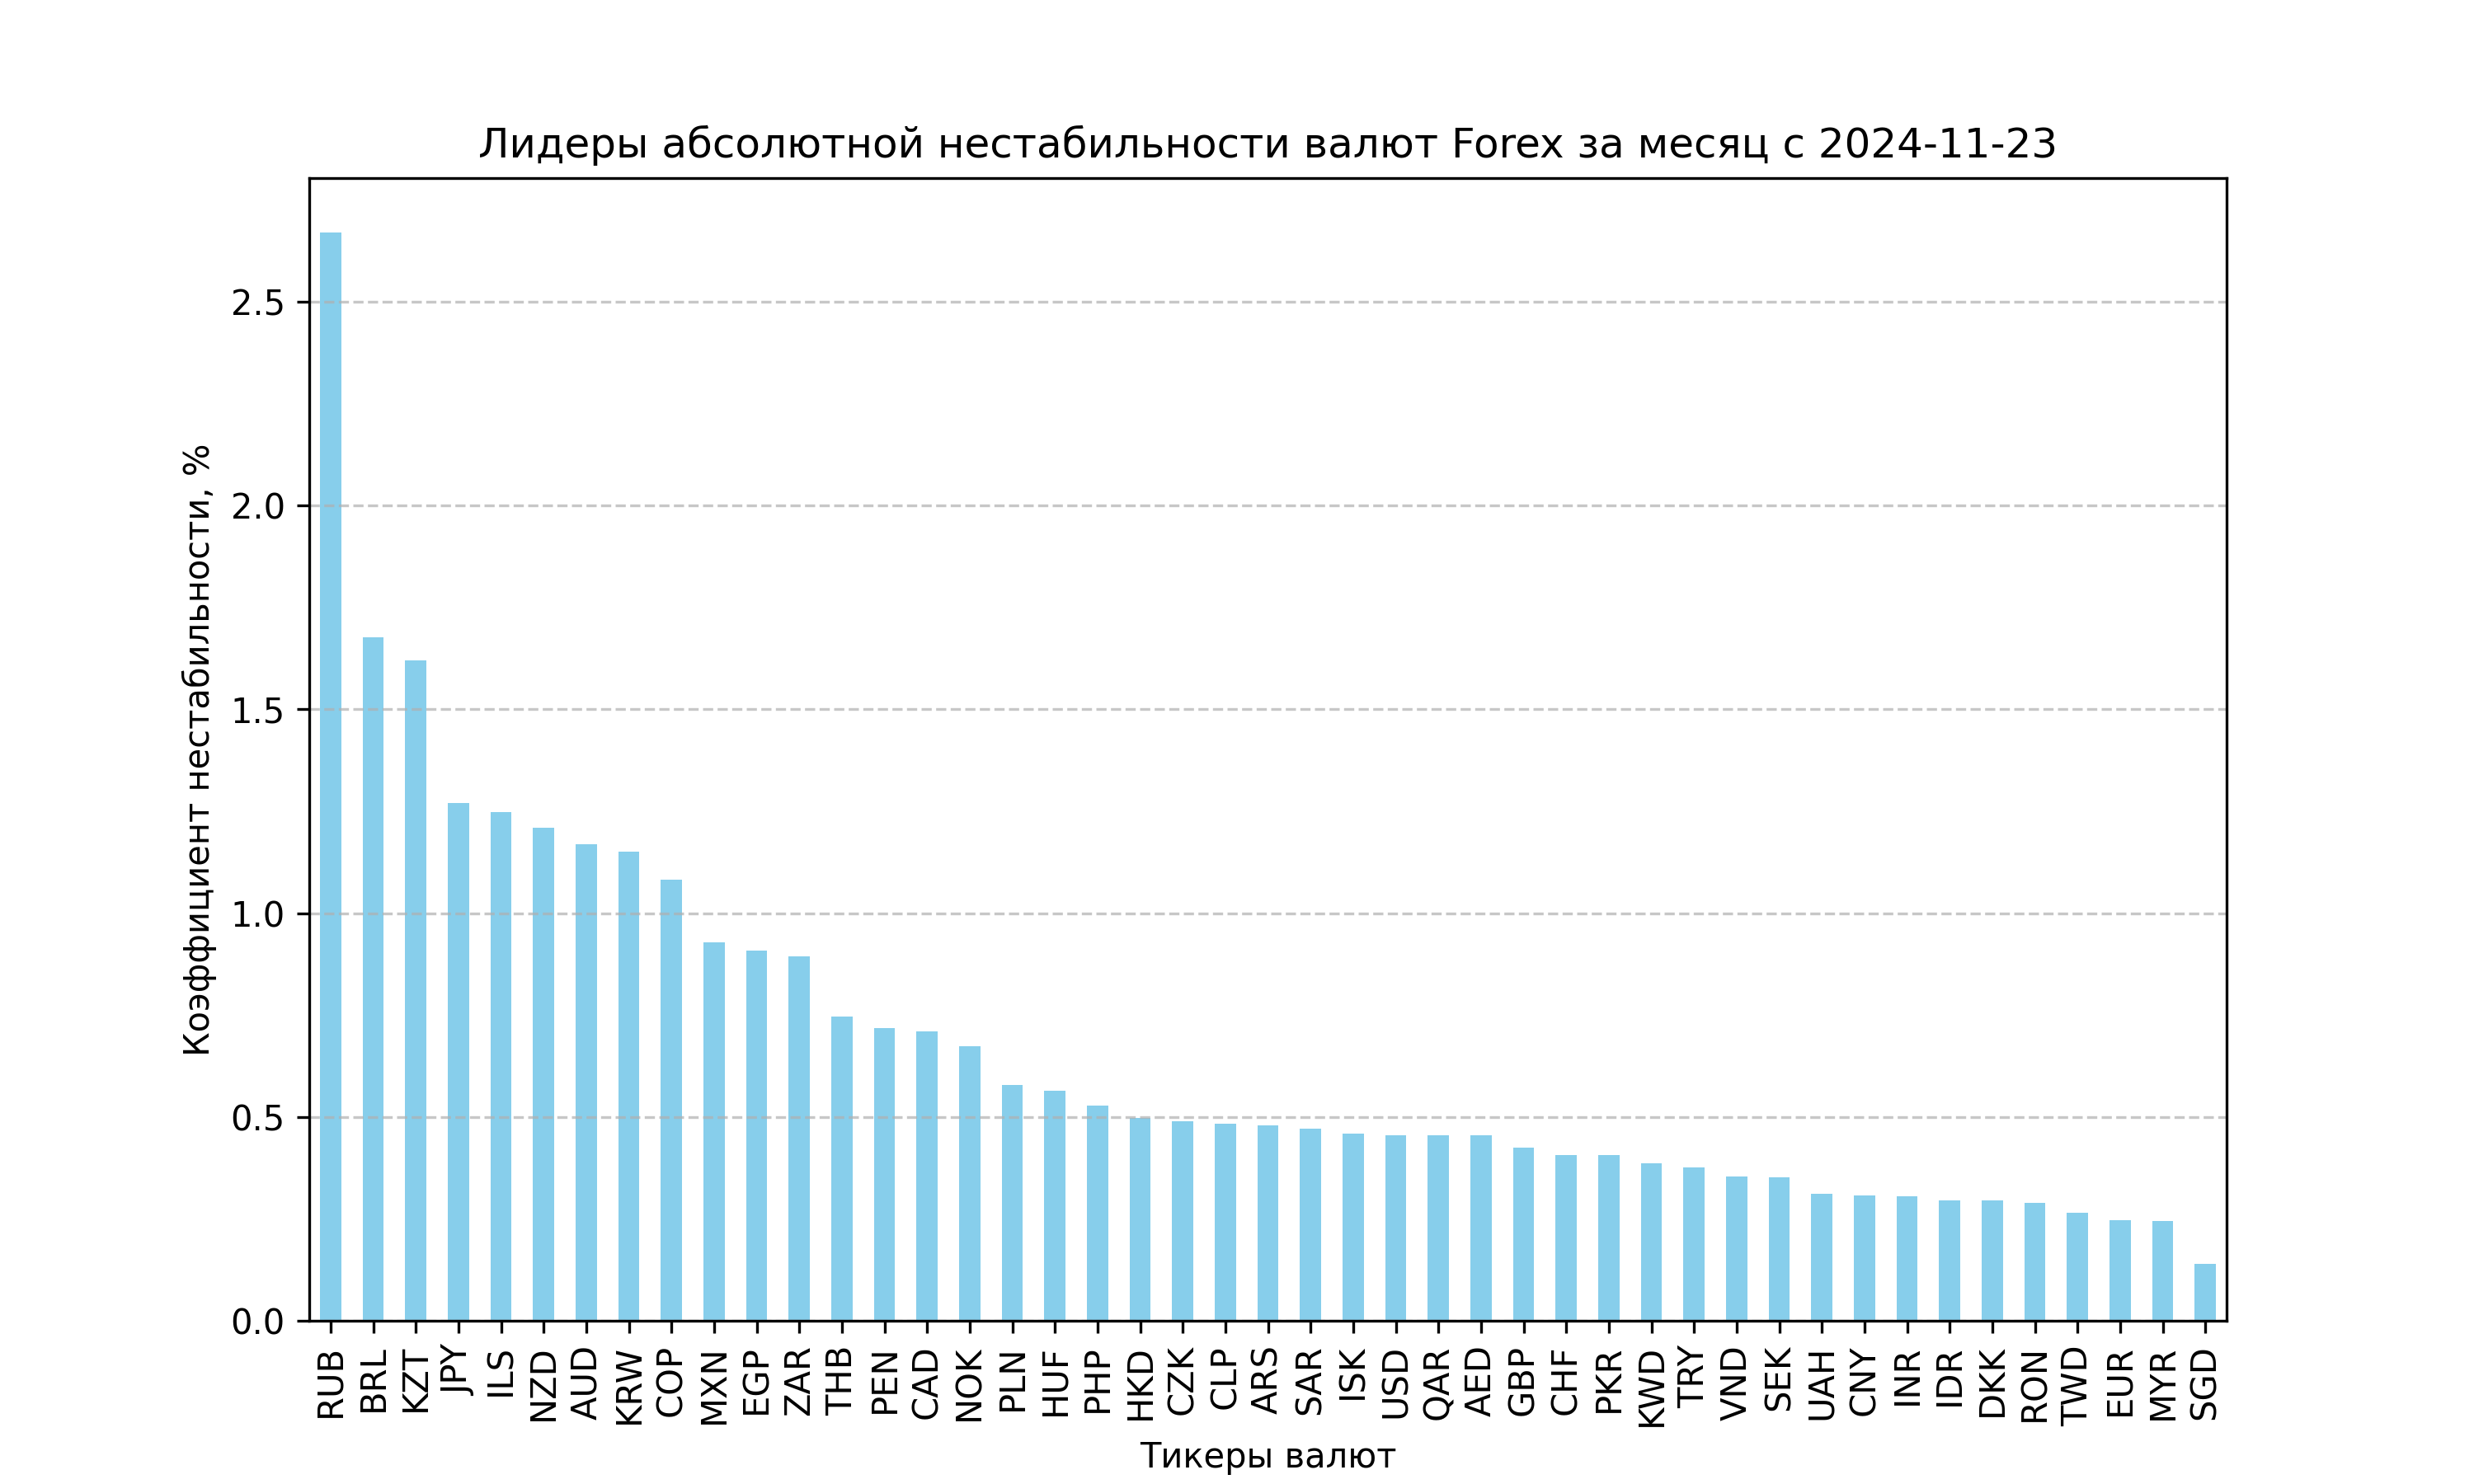 Лидеры абсолютной нестабильности валют Forex за месяц с 2024-11-23
Коэффициент нестабильности, %
2.5
2.0
1.5
1.0
0.5
0.0
RUB BRL KZT JPY ILS NZD AUD KRW COP MXN EGP ZAR THB PEN CAD NOK PLN HUF PHP HKD CZK CLP ARS SAR ISK USD QAR AED GBP CHF PKR KWD TRY VND SEK UAH CNY INR IDR DKK RON TWD EUR MYR SGD
Тикеры валют